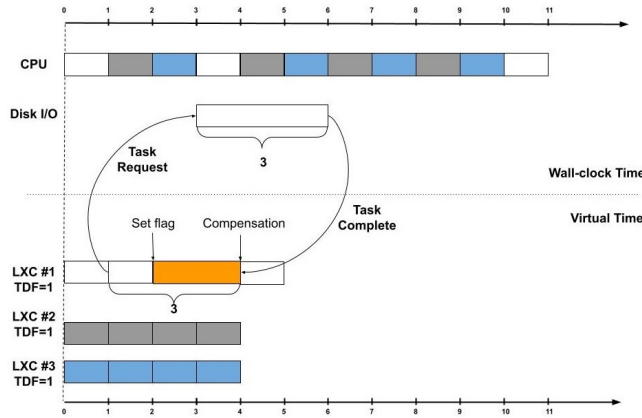 0 1 2 3 4 5 6 7 8 9 10 11
CPU
Disk I/O
3
Task
Request
Wall-clock Time
Task
Complete
Virtual Time
Set flag
Compensation
LXC #1
TDF=1
3
LXC #2
TDF=1
LXC #3
TDF=1
0 1 2 3 4 5 6 7 8 9 10 11